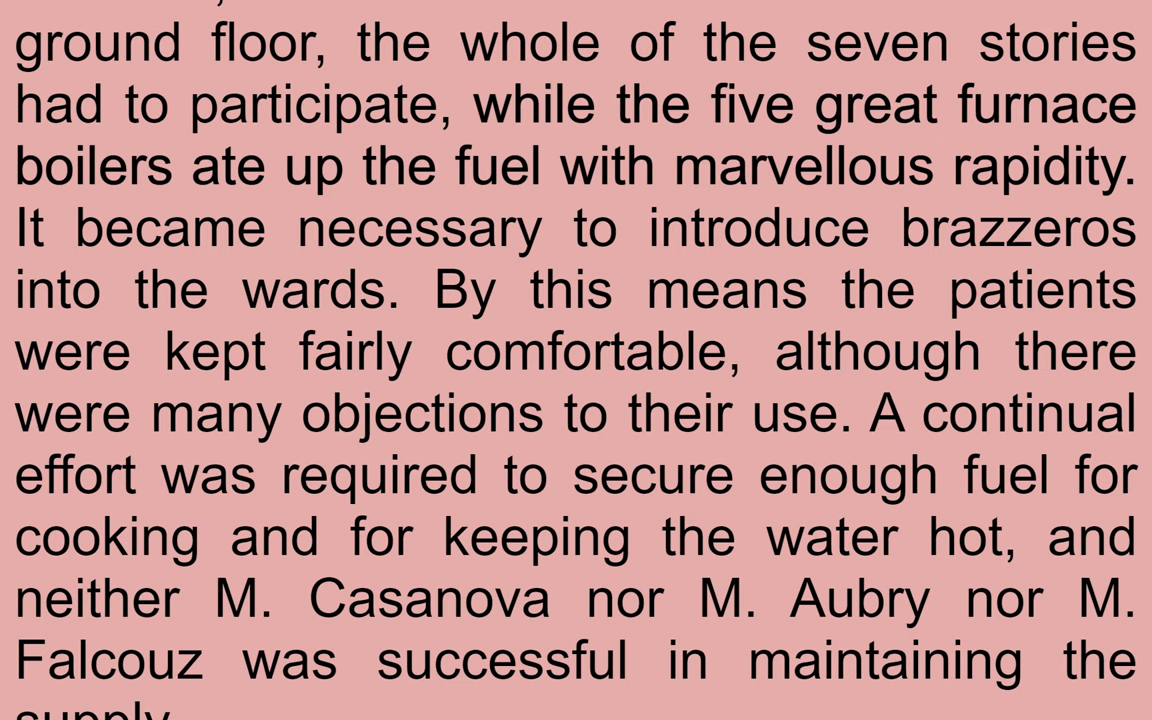 ground floor, the whole of the seven stories
had to participate, while the five great furnace
boilers ate up the fuel with marvellous rapidity.
It became necessary to introduce brazzeros
into the wards. By this means the patients
were kept fairly comfortable, although there
were many objections to their use. A continual
effort was required to secure enough fuel for
cooking and for keeping the water hot, and
neither M. Casanova nor M. Aubry nor M.
Falcouz was successful in maintaining the
supply.